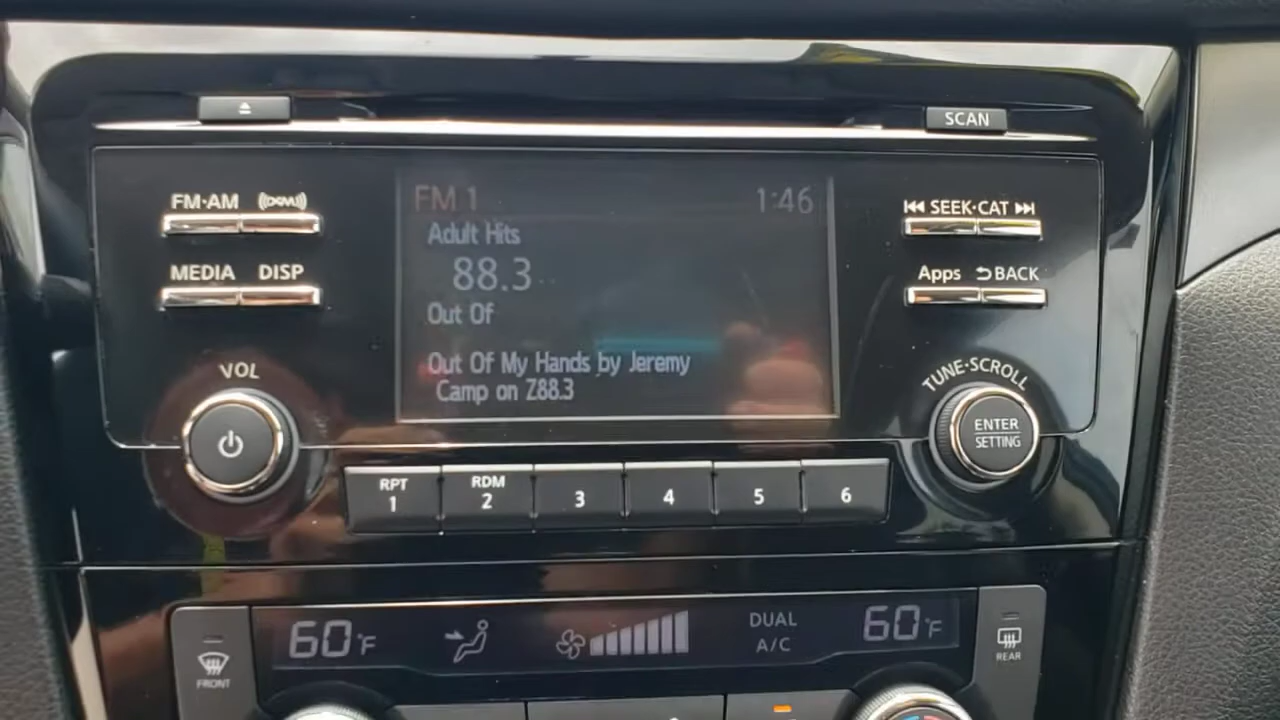 SCAN
FM·AM
((SXM))
FM 1
1:46
SEEK·CAT
Adult Hits
MEDIA DISP
88.3
Apps
BACK
Out Of
Out Of My Hands by Jeremy
Camp on Z88.3
VOL
TUNE·SCROLL
ENTER
SETTING
RPT
1
RDM
2
3
4
5
6
60°F
DUAL
A/C
60°F
FRONT
REAR